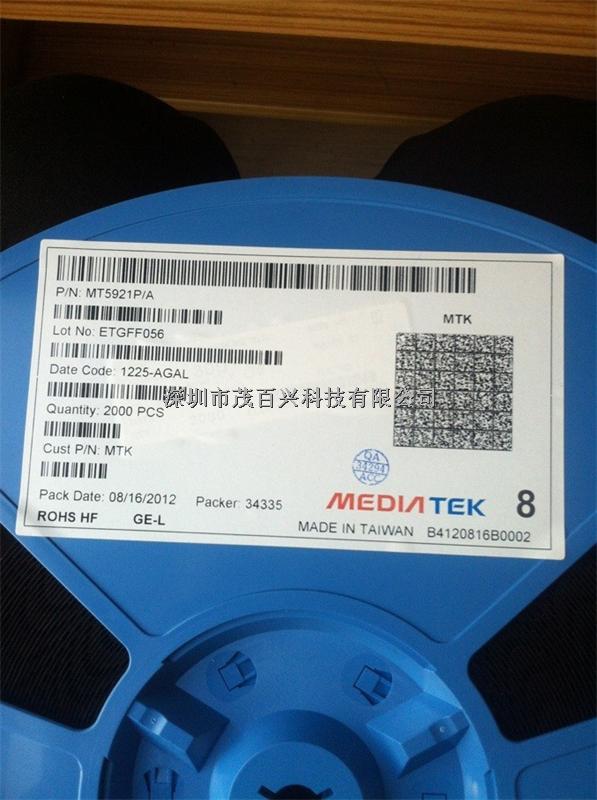 P/N: MT5921P/A
MTK
Lot No: ETGFF056
Date Code: 1225-AGAL
深圳市茂百兴科技有限公司
Quantity: 2000 PCS
Cust P/N: MTK
QA
34294
ACC
Pack Date: 08/16/2012 Packer: 34335
MEDIATEK 8
ROHS HF GE-L
MADE IN TAIWAN B4120816B0002